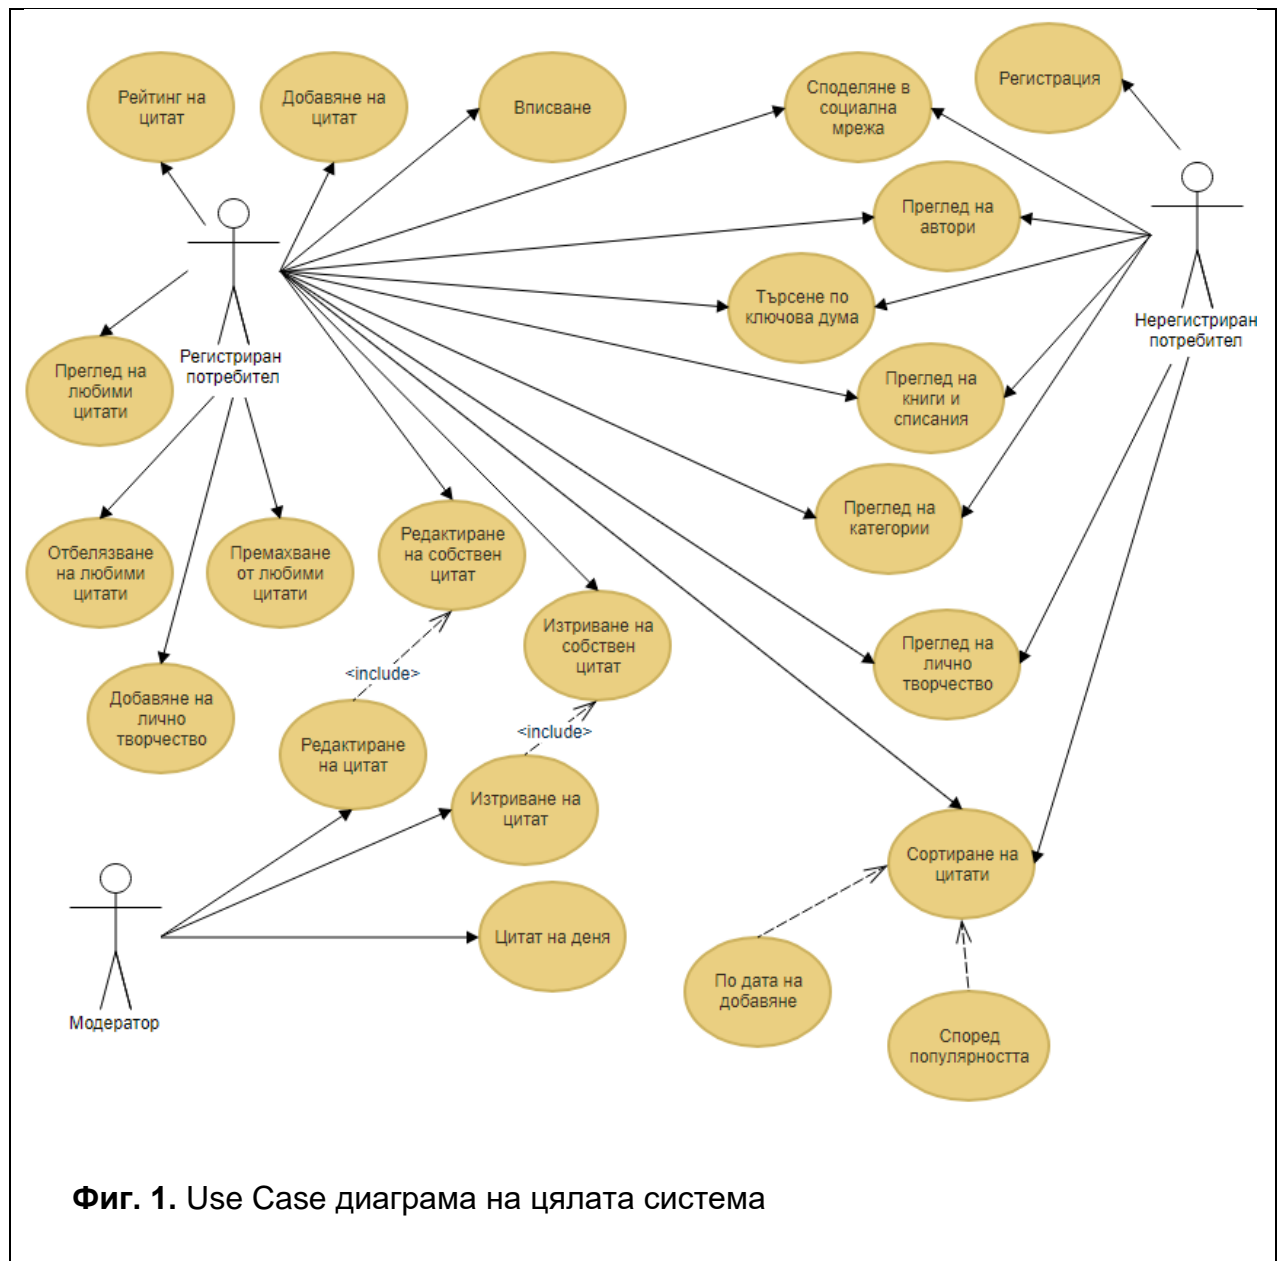 Рейтинг на
цитат
Добавяне на
цитат
Вписване
Споделяне в
социална
мрежа
Регистрация
Преглед на
автори
Търсене по
ключова дума
Нерегистриран
потребител
Регистриран
потребител
Преглед на
любими
цитати
Преглед на
книги и
списания
Преглед на
категории
Отбелязване
на любими
цитати
Премахване
от любими
цитати
Редактиране
на собствен
цитат
Изтриване на
собствен
цитат
Преглед на
лично
творчество
<include>
Добавяне на
лично
творчество
<include>
Редактиране
на цитат
Изтриване на
цитат
Сортиране на
цитати
Цитат на деня
По дата на
добавяне
Модератор
Според
популярността
Фиг. 1. Use Case диаграма на цялата система